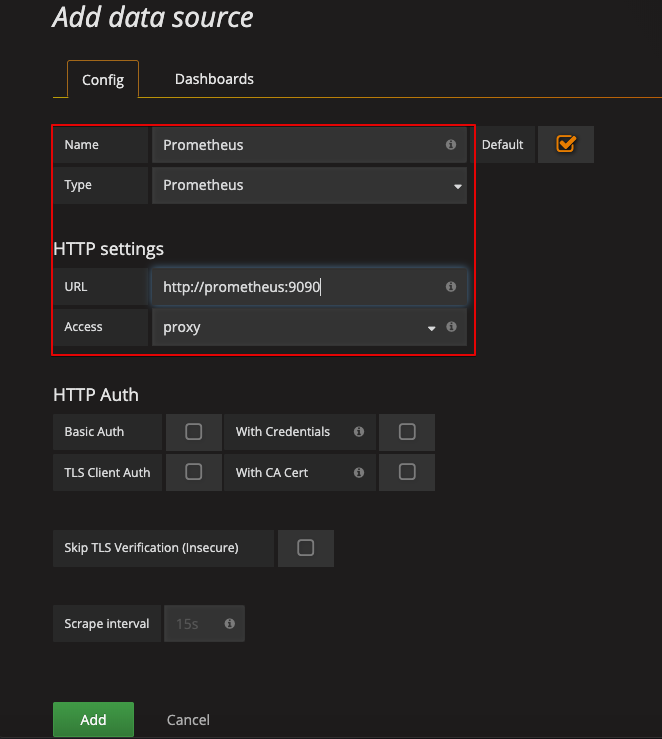 Add data source
Config Dashboards
Name Prometheus Default
Type Prometheus
HTTP settings
URL http://prometheus:9090
Access proxy
HTTP Auth
Basic Auth With Credentials
TLS Client Auth With CA Cert
Skip TLS Verification (Insecure)
Scrape interval 15s
Add Cancel